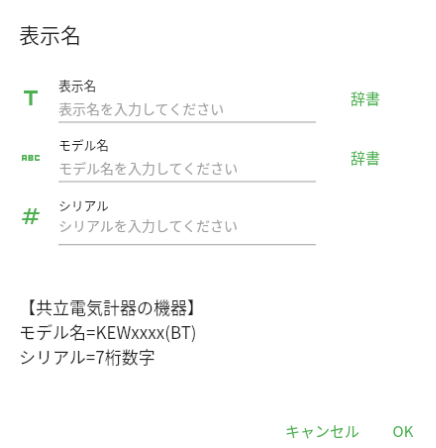 表示名
表示名
表示名を入力してください
辞書
モデル名
ABC
モデル名を入力してください
辞書
シリアル
#
シリアルを入力してください
【共立電気計器の機器】
モデル名=KEWxxxx(BT)
シリアル=7桁数字
キャンセル OK